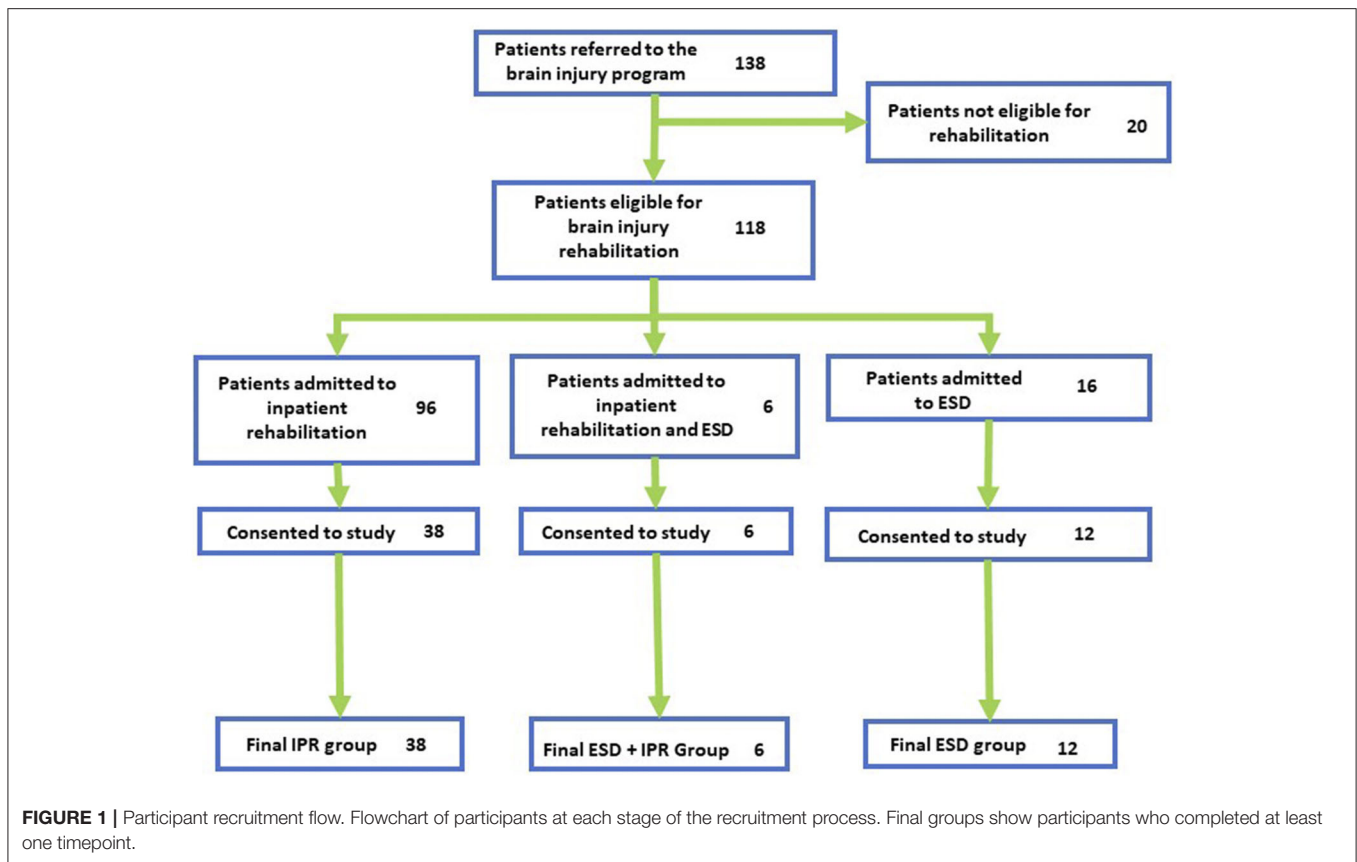 Patients referred to the
brain injury program
138
Patients not eligible for
rehabilitation
20
Patients eligible for
brain injury
rehabilitation
118
Patients admitted to
inpatient
rehabilitation
96
Patients admitted to
inpatient
rehabilitation and ESD
6
Patients admitted
to ESD
16
Consented to study 38
Consented to study 6
Consented to study 12
Final IPR group 38
Final ESD + IPR Group 6
Final ESD group 12
FIGURE 1 | Participant recruitment flow. Flowchart of participants at each stage of the recruitment process. Final groups show participants who completed at least
one timepoint.